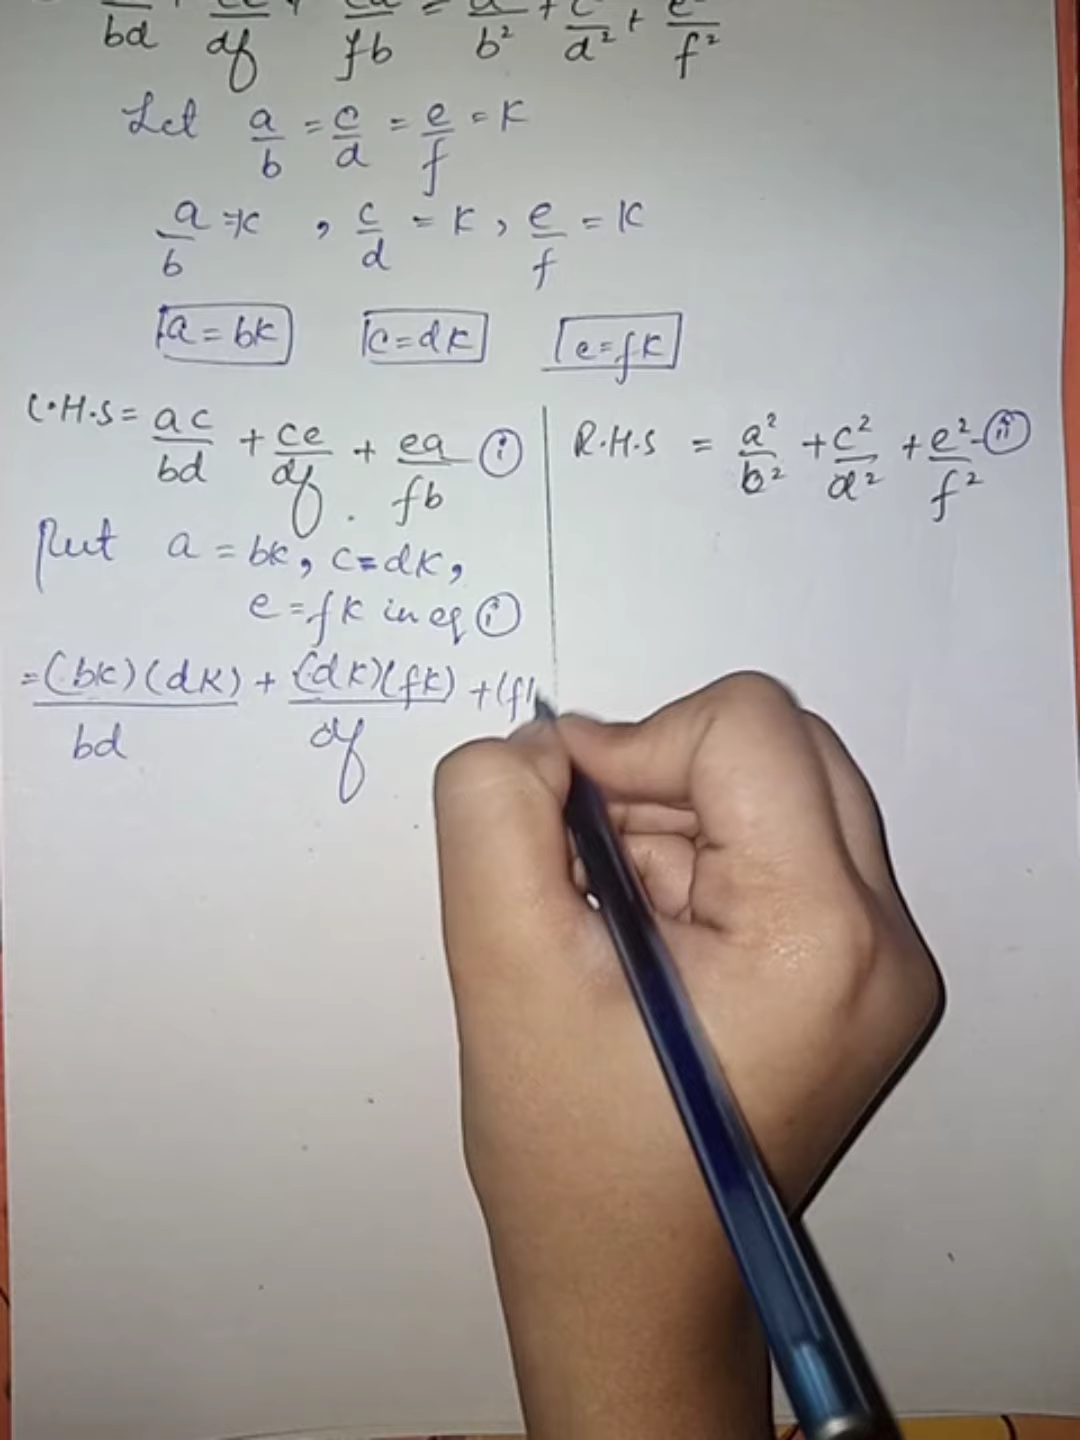 bd df fb = b² + d² + f²
Let a/b = c/d = e/f = K
a/b = K , c/d = K , e/f = K
a = bK c = dK e = fK
L.H.S = ac/bd + ce/df + ea/fb (i)
Put a = bK, c = dK,
e = fK in eq (i)
= (bK)(dK)/bd + (dK)(fK)/df + (f
R.H.S = a²/b² + c²/d² + e²/f² - (ii)